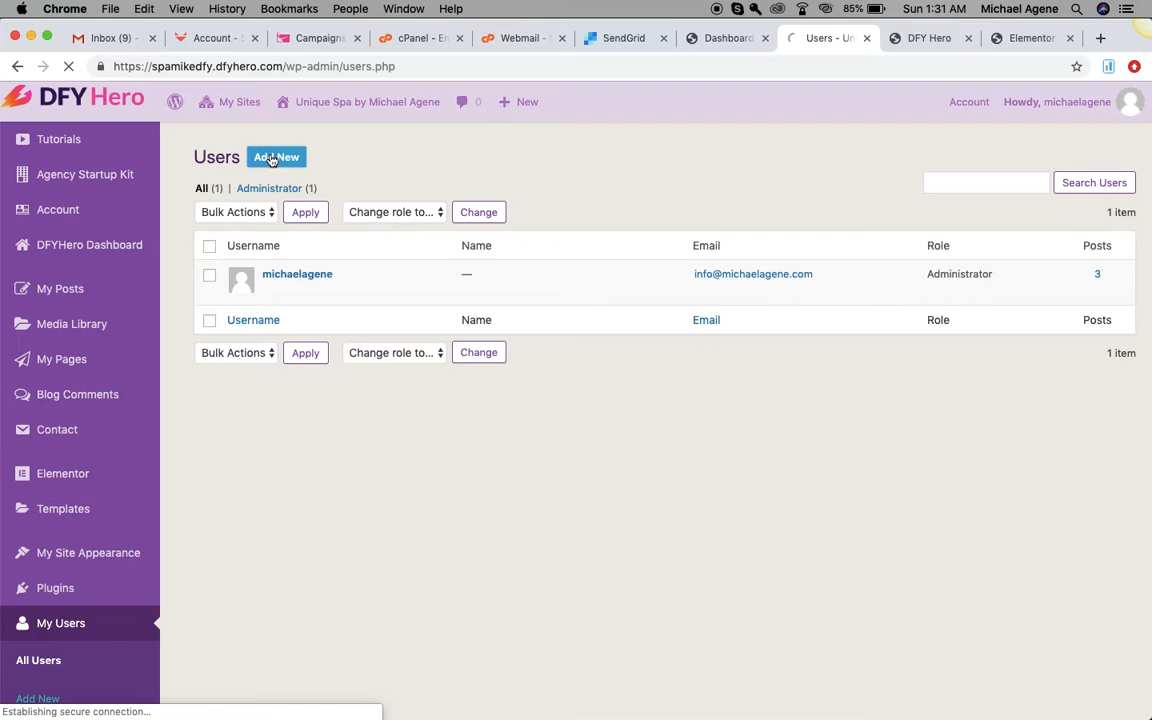 Chrome File Edit View History Bookmarks People Window Help 85% Sun 1:31 AM Michael Agene
Inbox (9) - Account - Campaigns cPanel - E Webmail - SendGrid Dashboard Users - Un DFY Hero Elementor
https://spamikedfy.dfyhero.com/wp-admin/users.php
DFY Hero My Sites Unique Spa by Michael Agene 0 New Account Howdy, michaelagene
Tutorials
Agency Startup Kit
Account
DFYHero Dashboard
My Posts
Media Library
My Pages
Blog Comments
Contact
Elementor
Templates
My Site Appearance
Plugins
My Users
All Users
Add New
Users Add New
All (1) | Administrator (1)
Search Users
Bulk Actions Apply Change role to... Change 1 item
Username Name Email Role Posts
michaelagene — info@michaelagene.com Administrator 3
Username Name Email Role Posts
Bulk Actions Apply Change role to... Change 1 item
Establishing secure connection...